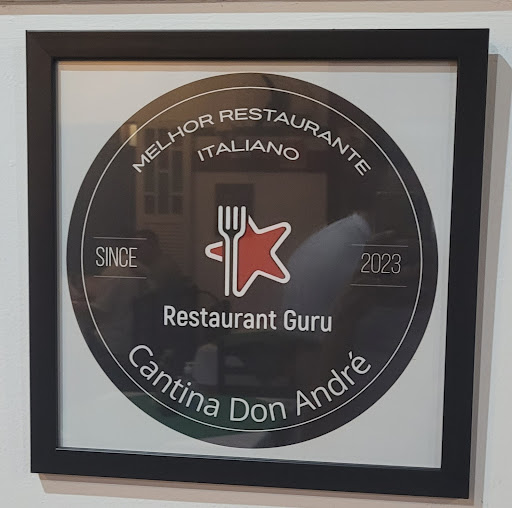 MELHOR RESTAURANTE
ITALIANO
SINCE
2023
Restaurant Guru
Cantina Don André